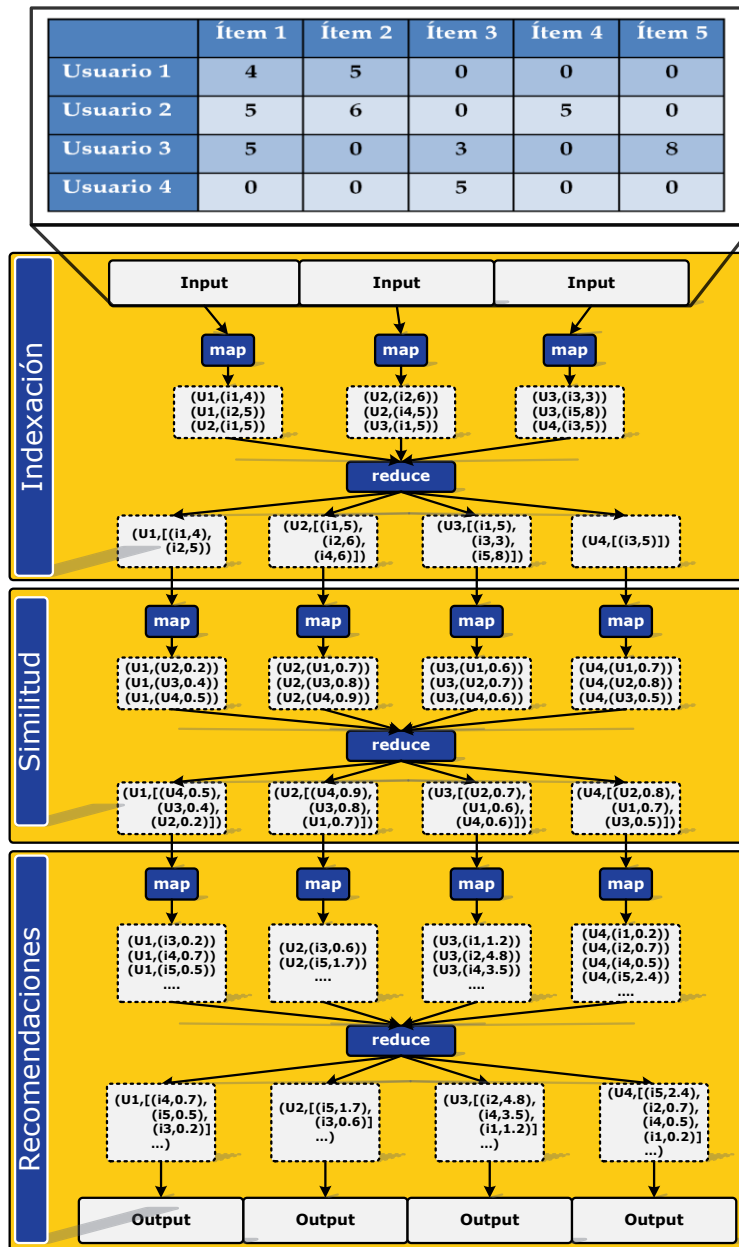 Ítem 1 Ítem 2 Ítem 3 Ítem 4 Ítem 5
Usuario 1 4 5 0 0 0
Usuario 2 5 6 0 5 0
Usuario 3 5 0 3 0 8
Usuario 4 0 0 5 0 0
Indexación
Input Input Input
map map map
(U1,(i1,4))
(U1,(i2,5))
(U2,(i1,5))
(U2,(i2,6))
(U2,(i4,5))
(U3,(i1,5))
(U3,(i3,3))
(U3,(i5,8))
(U4,(i3,5))
reduce
(U1,[(i1,4),
(i2,5))
(U2,[(i1,5),
(i2,6),
(i4,6)])
(U3,[(i1,5),
(i3,3),
(i5,8)])
(U4,[(i3,5)])
Similitud
map map map map
(U1,(U2,0.2))
(U1,(U3,0.4))
(U1,(U4,0.5))
(U2,(U1,0.7))
(U2,(U3,0.8))
(U2,(U4,0.9))
(U3,(U1,0.6))
(U3,(U2,0.7))
(U3,(U4,0.6))
(U4,(U1,0.7))
(U4,(U2,0.8))
(U4,(U3,0.5))
reduce
(U1,[(U4,0.5),
(U3,0.4),
(U2,0.2)])
(U2,[(U4,0.9),
(U3,0.8),
(U1,0.7)])
(U3,[(U2,0.7),
(U1,0.6),
(U4,0.6)])
(U4,[(U2,0.8),
(U1,0.7),
(U3,0.5)])
Recomendaciones
map map map map
(U1,(i3,0.2))
(U1,(i4,0.7))
(U1,(i5,0.5))
....
(U2,(i3,0.6))
(U2,(i5,1.7))
....
(U3,(i1,1.2))
(U3,(i2,4.8))
(U3,(i4,3.5))
....
(U4,(i1,0.2))
(U4,(i2,0.7))
(U4,(i4,0.5))
(U4,(i5,2.4))
....
reduce
(U1,[(i4,0.7),
(i5,0.5),
(i3,0.2)]
...)
(U2,[(i5,1.7),
(i3,0.6)]
...)
(U3,[(i2,4.8),
(i4,3.5),
(i1,1.2)]
...)
(U4,[(i5,2.4),
(i2,0.7),
(i4,0.5),
(i1,0.2)]
...)
Output Output Output Output